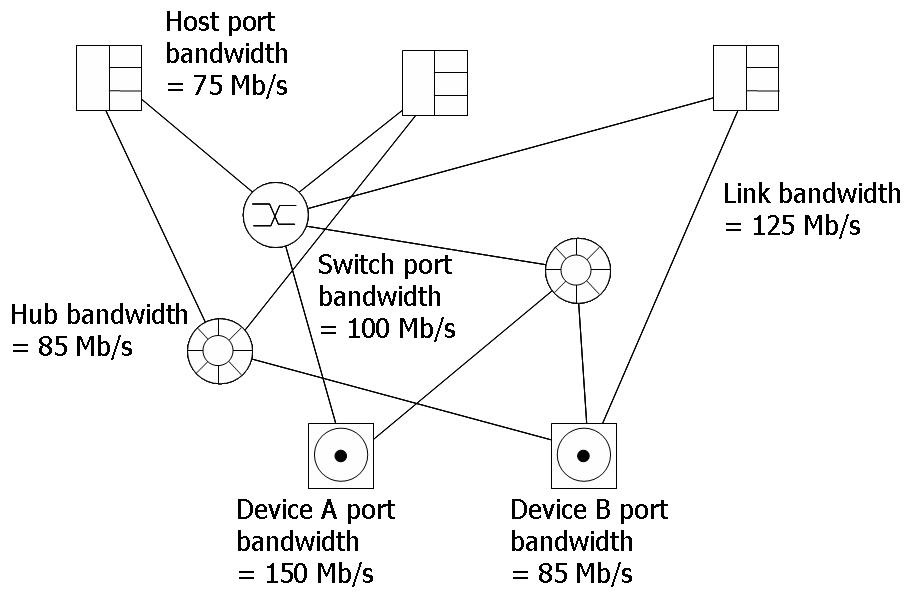 Host port
bandwidth
= 75 Mb/s
Link bandwidth
= 125 Mb/s
Switch port
bandwidth
= 100 Mb/s
Hub bandwidth
= 85 Mb/s
Device A port
bandwidth
= 150 Mb/s
Device B port
bandwidth
= 85 Mb/s